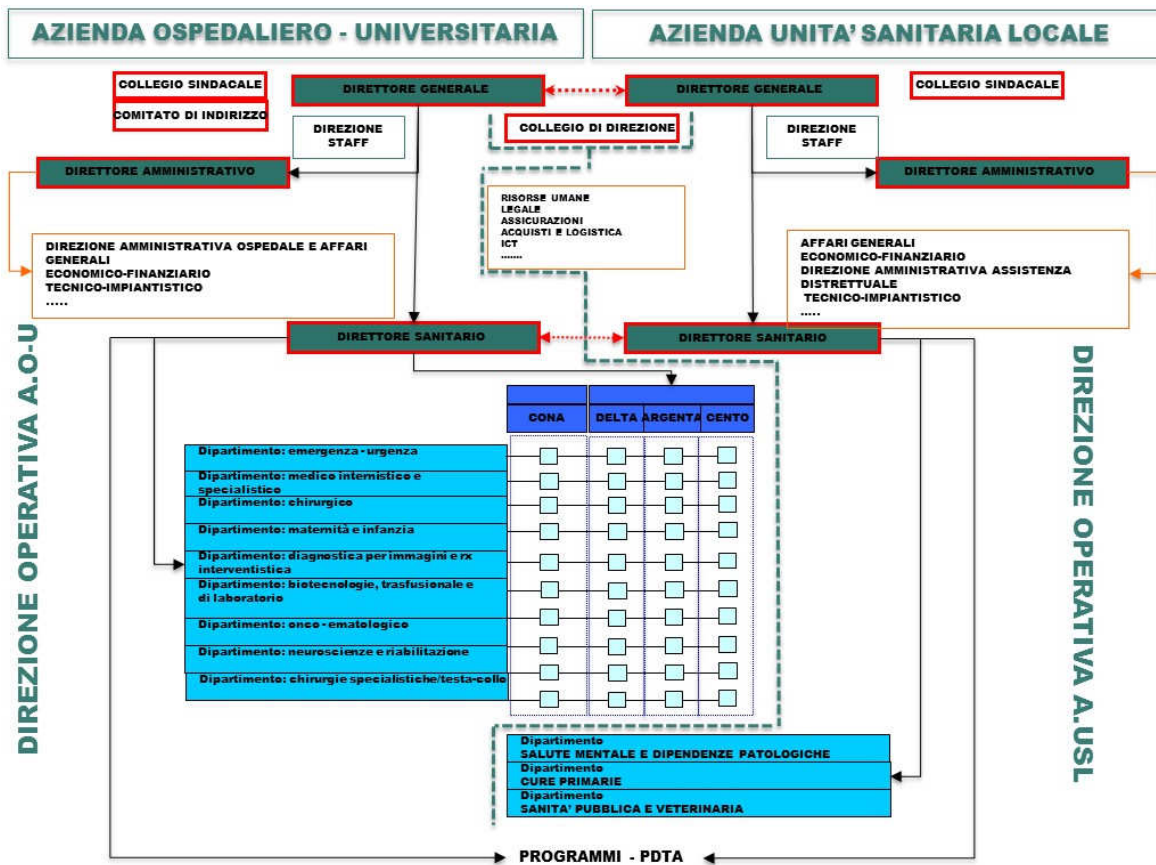 AZIENDA OSPEDALIERO - UNIVERSITARIA
AZIENDA UNITA' SANITARIA LOCALE
COLLEGIO SINDACALE
COMITATO DI INDIRIZZO
DIRETTORE GENERALE
DIRETTORE GENERALE
COLLEGIO SINDACALE
DIREZIONE
STAFF
COLLEGIO DI DIREZIONE
DIREZIONE
STAFF
DIRETTORE AMMINISTRATIVO
DIRETTORE AMMINISTRATIVO
RISORSE UMANE
LEGALE
ASSICURAZIONI
ACQUISTI E LOGISTICA
ICT
.......
DIREZIONE AMMINISTRATIVA OSPEDALE E AFFARI
GENERALI
ECONOMICO-FINANZIARIO
TECNICO-IMPIANTISTICO
.....
AFFARI GENERALI
ECONOMICO-FINANZIARIO
DIREZIONE AMMINISTRATIVA ASSISTENZA
DISTRETTUALE
TECNICO-IMPIANTISTICO
.....
DIRETTORE SANITARIO
DIRETTORE SANITARIO
DIREZIONE OPERATIVA A.O-U
DIREZIONE OPERATIVA A.USL
CONA
DELTA
ARGENTA
CENTO
Dipartimento: emergenza - urgenza
Dipartimento: medico internistico e
specialistico
Dipartimento: chirurgico
Dipartimento: maternità e infanzia
Dipartimento: diagnostica per immagini e rx
interventistica
Dipartimento: biotecnologie, trasfusionale e
di laboratorio
Dipartimento: onco - ematologico
Dipartimento: neuroscienze e riabilitazione
Dipartimento: chirurgie specialistiche/testa-collo
Dipartimento
SALUTE MENTALE E DIPENDENZE PATOLOGICHE
Dipartimento
CURE PRIMARIE
Dipartimento
SANITA' PUBBLICA E VETERINARIA
PROGRAMMI - PDTA